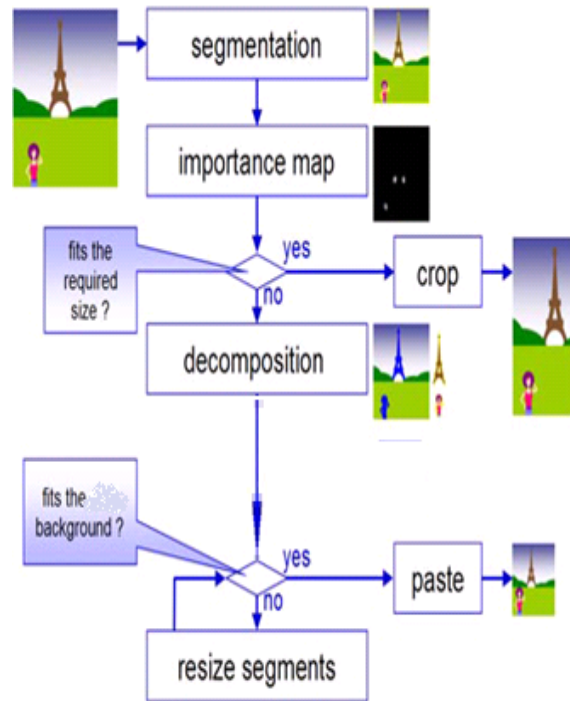 segmentation
importance map
fits the
required
size ?
yes
no
crop
decomposition
fits the
background ?
yes
no
paste
resize segments